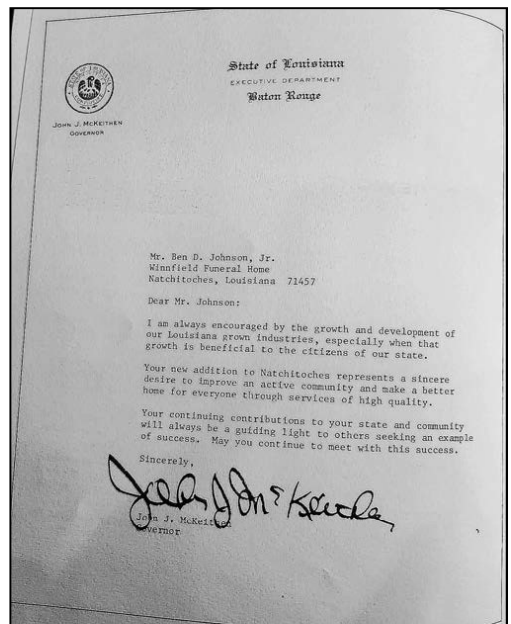 State of Louisiana
EXECUTIVE DEPARTMENT
Baton Rouge
JOHN J. MCKEITHEN
GOVERNOR
Mr. Ben D. Johnson, Jr.
Winnfield Funeral Home
Natchitoches, Louisiana 71457
Dear Mr. Johnson:
I am always encouraged by the growth and development of
our Louisiana grown industries, especially when that
growth is beneficial to the citizens of our state.
Your new addition to Natchitoches represents a sincere
desire to improve an active community and make a better
home for everyone through services of high quality.
Your continuing contributions to your state and community
will always be a guiding light to others seeking an example
of success. May you continue to meet with this success.
Sincerely,
John J. McKeithen
John J. McKeithen
Governor